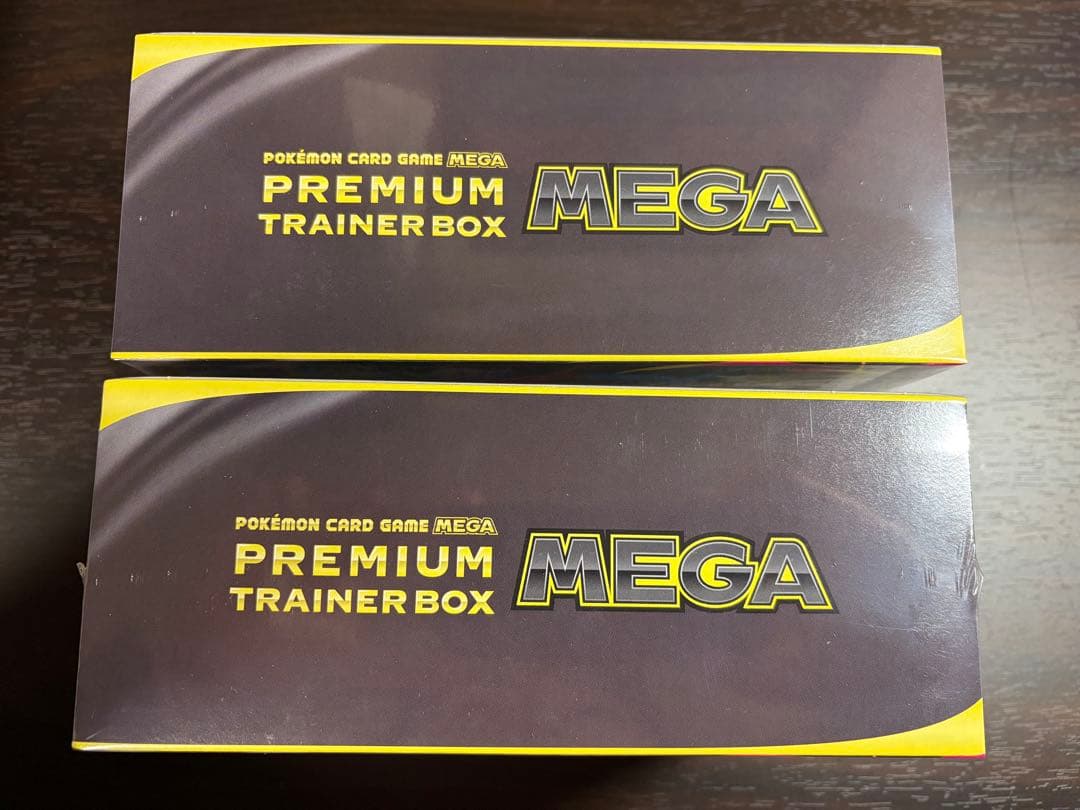 POKÉMON CARD GAME MEGA
PREMIUM
TRAINER BOX
MEGA
POKÉMON CARD GAME MEGA
PREMIUM
TRAINER BOX
MEGA